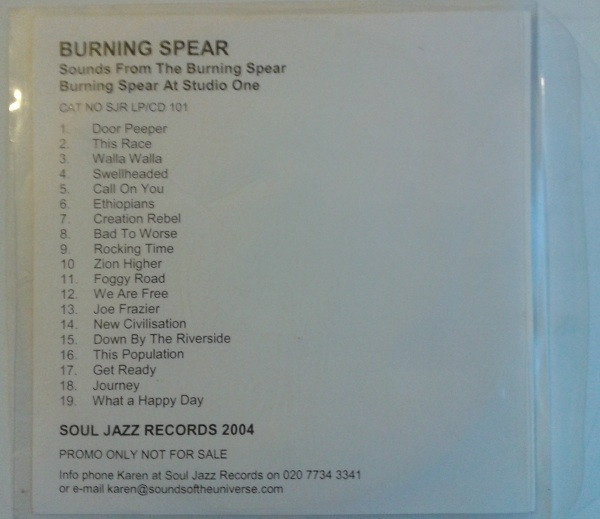 BURNING SPEAR
Sounds From The Burning Spear
Burning Spear At Studio One
CAT NO SJR LP/CD 101
1. Door Peeper
2. This Race
3. Walla Walla
4. Swellheaded
5. Call On You
6. Ethiopians
7. Creation Rebel
8. Bad To Worse
9. Rocking Time
10 Zion Higher
11. Foggy Road
12. We Are Free
13. Joe Frazier
14. New Civilisation
15. Down By The Riverside
16. This Population
17. Get Ready
18. Journey
19. What a Happy Day
SOUL JAZZ RECORDS 2004
PROMO ONLY NOT FOR SALE
Info phone Karen at Soul Jazz Records on 020 7734 3341
or e-mail karen@soundsoftheuniverse.com